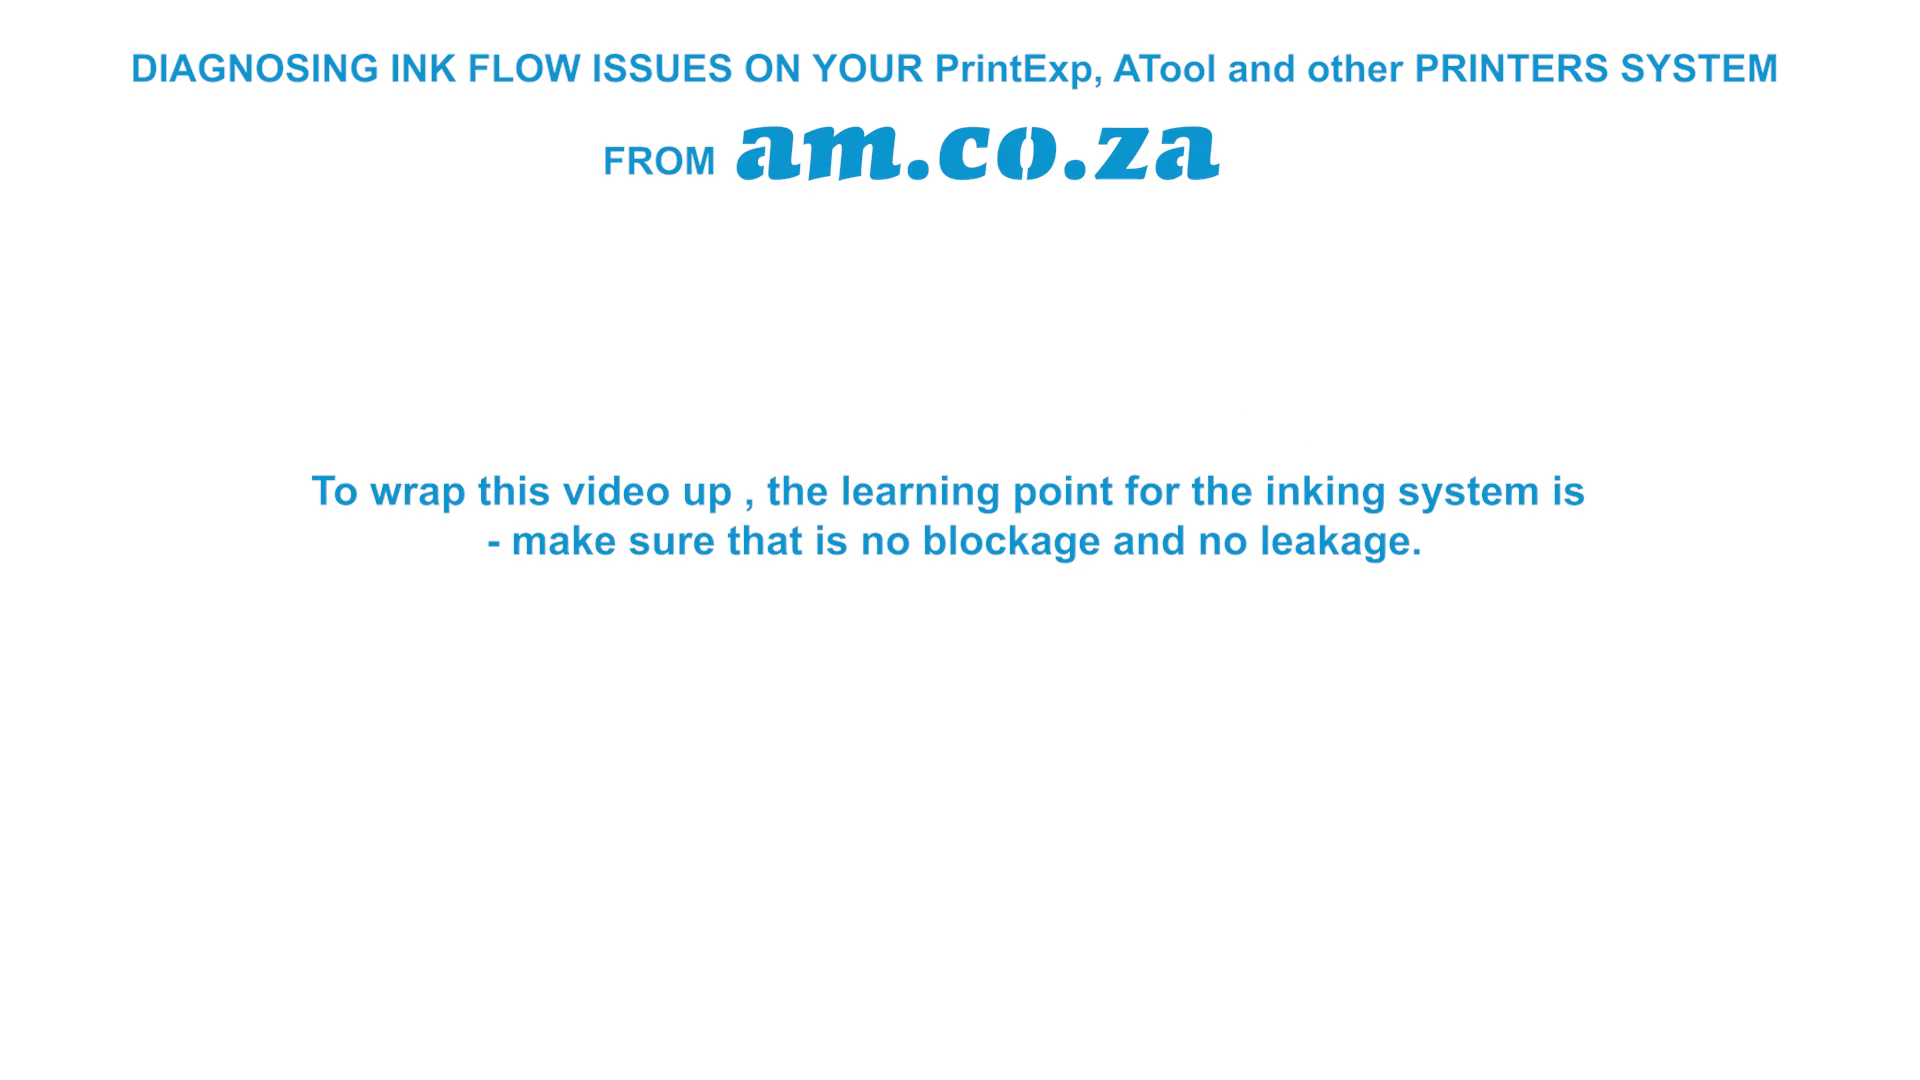 DIAGNOSING INK FLOW ISSUES ON YOUR PrintExp, ATool and other PRINTERS SYSTEM
FROM am.co.za
To wrap this video up , the learning point for the inking system is
- make sure that is no blockage and no leakage.